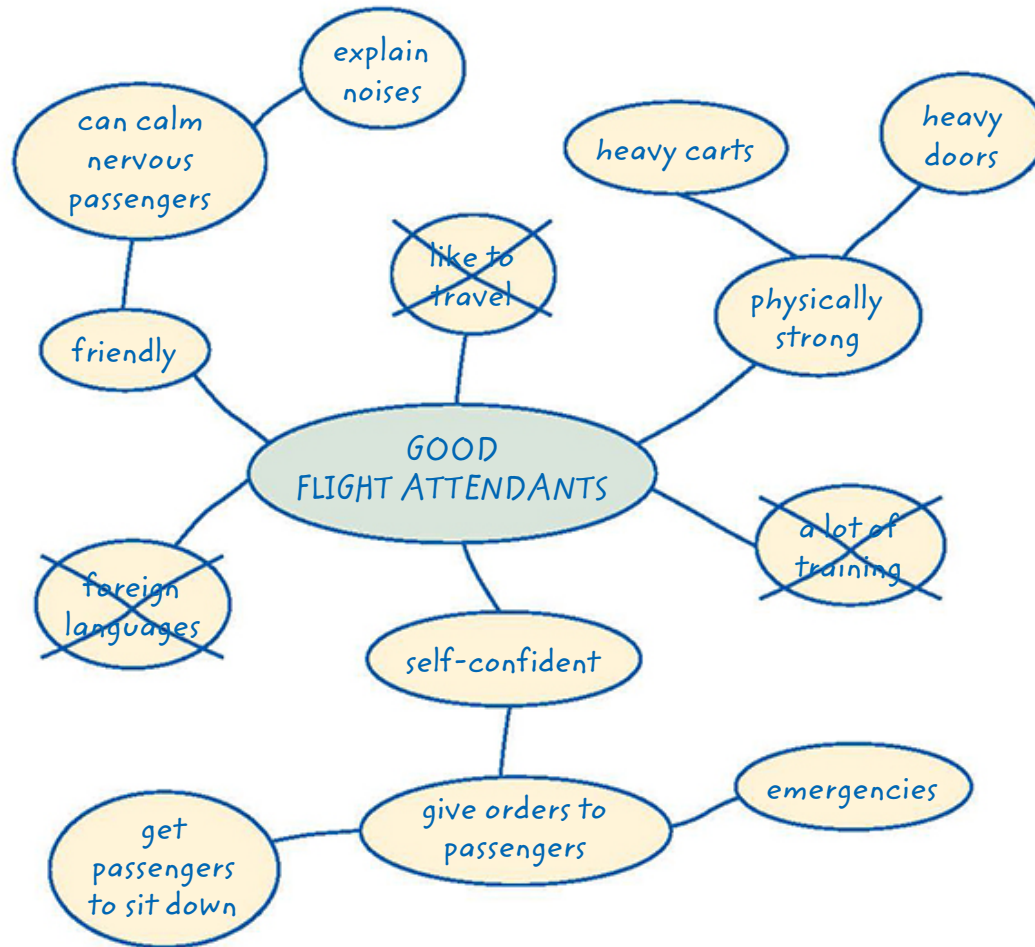 explain
noises
can calm
nervous
passengers
heavy carts
heavy
doors
like to
travel
physically
strong
friendly
GOOD
FLIGHT ATTENDANTS
a lot of
training
foreign
languages
self-confident
give orders to
passengers
emergencies
get
passengers
to sit down